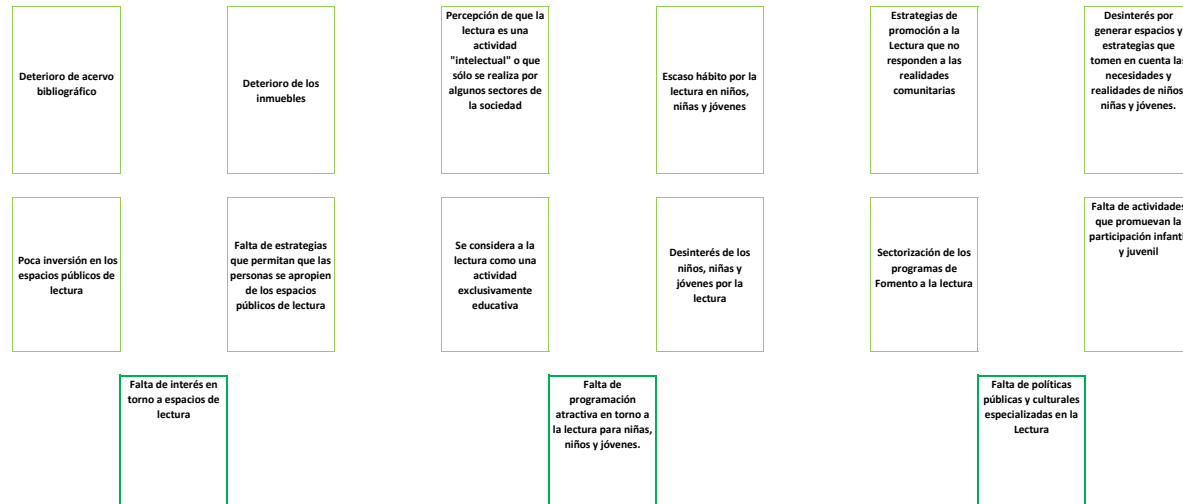 Deterioro de acervo
bibliográfico
Deterioro de los
inmuebles
Percepción de que la
lectura es una
actividad
"intelectual" o que
sólo se realiza por
algunos sectores de
la sociedad
Escaso hábito por la
lectura en niños,
niñas y jóvenes
Estrategias de
promoción a la
Lectura que no
responden a las
realidades
comunitarias
Desinterés por
generar espacios y
estrategias que
tomen en cuenta las
necesidades y
realidades de niños,
niñas y jóvenes.
Poca inversión en los
espacios públicos de
lectura
Falta de estrategias
que permitan que las
personas se apropien
de los espacios
públicos de lectura
Se considera a la
lectura como una
actividad
exclusivamente
educativa
Desinterés de los
niños, niñas y
jóvenes por la
lectura
Sectorización de los
programas de
Fomento a la lectura
Falta de actividades
que promuevan la
participación infantil
y juvenil
Falta de interés en
torno a espacios de
lectura
Falta de
programación
atractiva en torno a
la lectura para niñas,
niños y jóvenes.
Falta de políticas
públicas y culturales
especializadas en la
Lectura